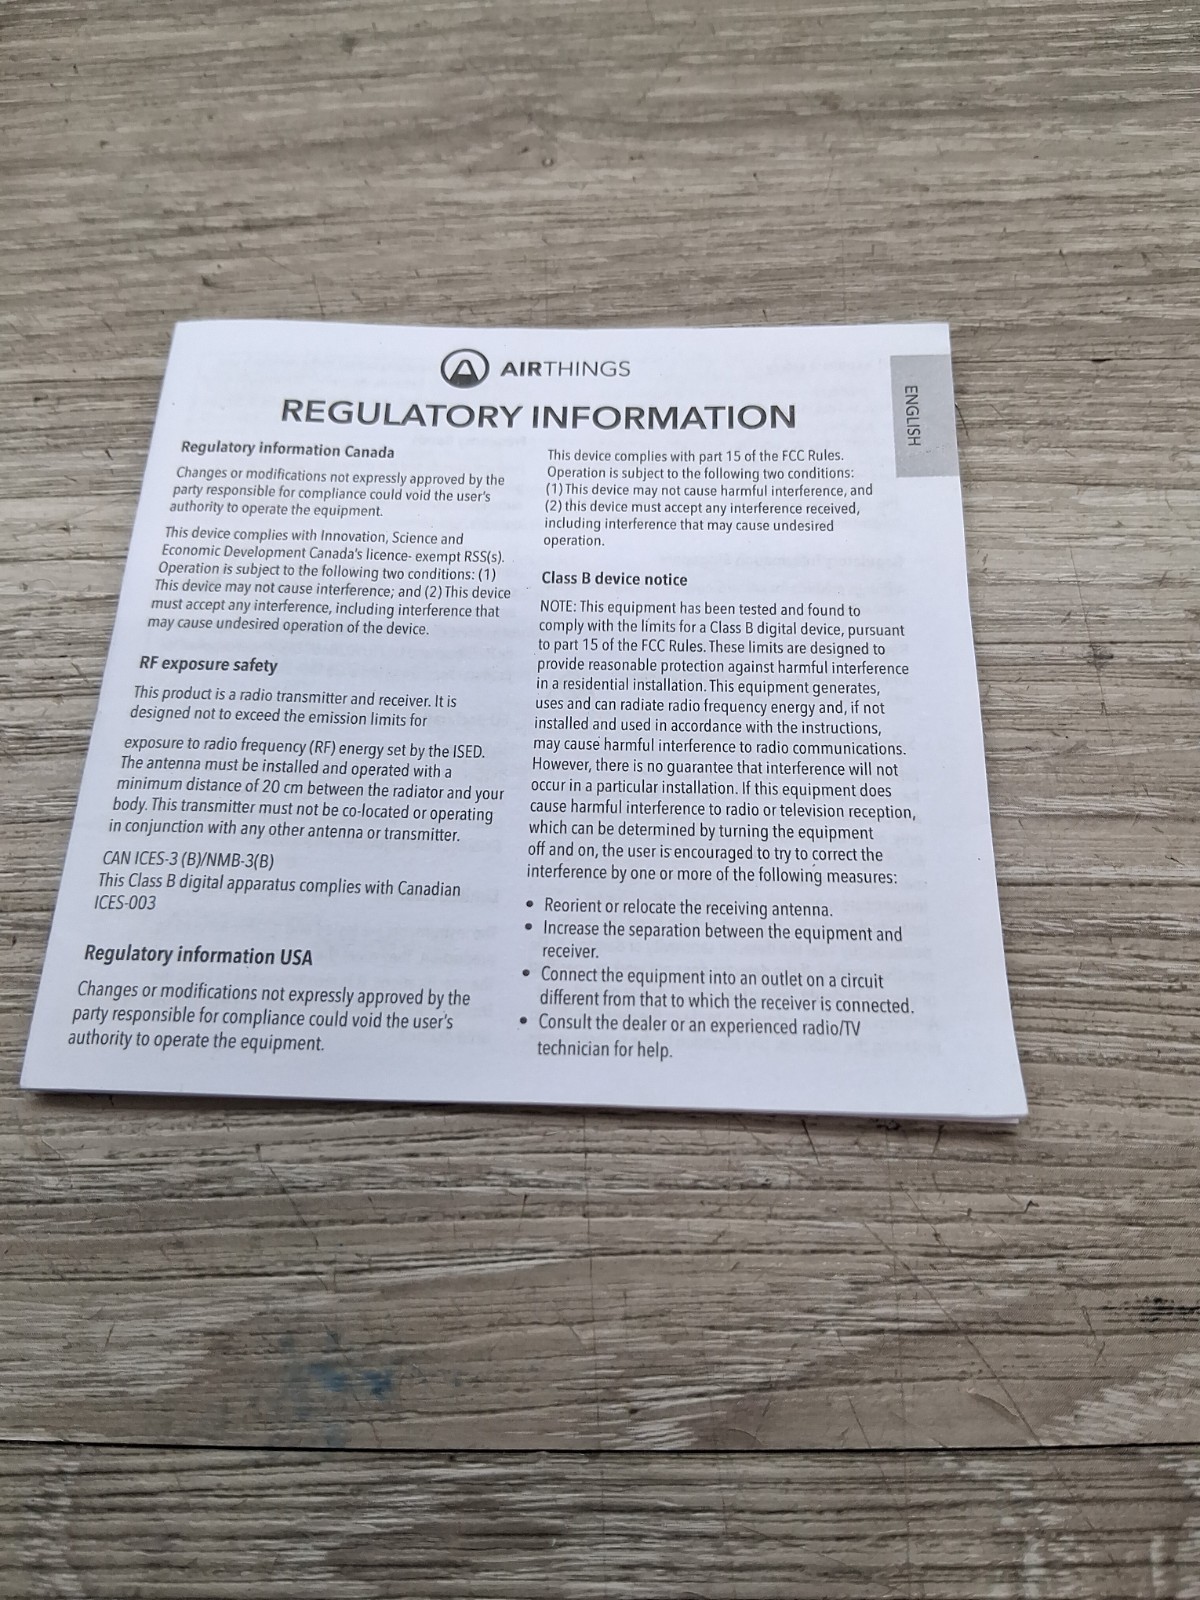 AIRTHINGS
REGULATORY INFORMATION
ENGLISH
Regulatory information Canada
Changes or modifications not expressly approved by the
party responsible for compliance could void the user's
authority to operate the equipment.
This device complies with Innovation, Science and
Economic Development Canada's licence- exempt RSS(s).
Operation is subject to the following two conditions: (1)
This device may not cause interference; and (2) This device
must accept any interference, including interference that
may cause undesired operation of the device.
RF exposure safety
This product is a radio transmitter and receiver. It is
designed not to exceed the emission limits for
exposure to radio frequency (RF) energy set by the ISED.
The antenna must be installed and operated with a
minimum distance of 20 cm between the radiator and your
body. This transmitter must not be co-located or operating
in conjunction with any other antenna or transmitter.
CAN ICES-3 (B)/NMB-3(B)
This Class B digital apparatus complies with Canadian
ICES-003
Regulatory information USA
Changes or modifications not expressly approved by the
party responsible for compliance could void the user's
authority to operate the equipment.
This device complies with part 15 of the FCC Rules.
Operation is subject to the following two conditions:
(1) This device may not cause harmful interference, and
(2) this device must accept any interference received,
including interference that may cause undesired
operation.
Class B device notice
NOTE: This equipment has been tested and found to
comply with the limits for a Class B digital device, pursuant
to part 15 of the FCC Rules. These limits are designed to
provide reasonable protection against harmful interference
in a residential installation. This equipment generates,
uses and can radiate radio frequency energy and, if not
installed and used in accordance with the instructions,
may cause harmful interference to radio communications.
However, there is no guarantee that interference will not
occur in a particular installation. If this equipment does
cause harmful interference to radio or television reception,
which can be determined by turning the equipment
off and on, the user is encouraged to try to correct the
interference by one or more of the following measures:
• Reorient or relocate the receiving antenna.
• Increase the separation between the equipment and
receiver.
• Connect the equipment into an outlet on a circuit
different from that to which the receiver is connected.
• Consult the dealer or an experienced radio/TV
technician for help.